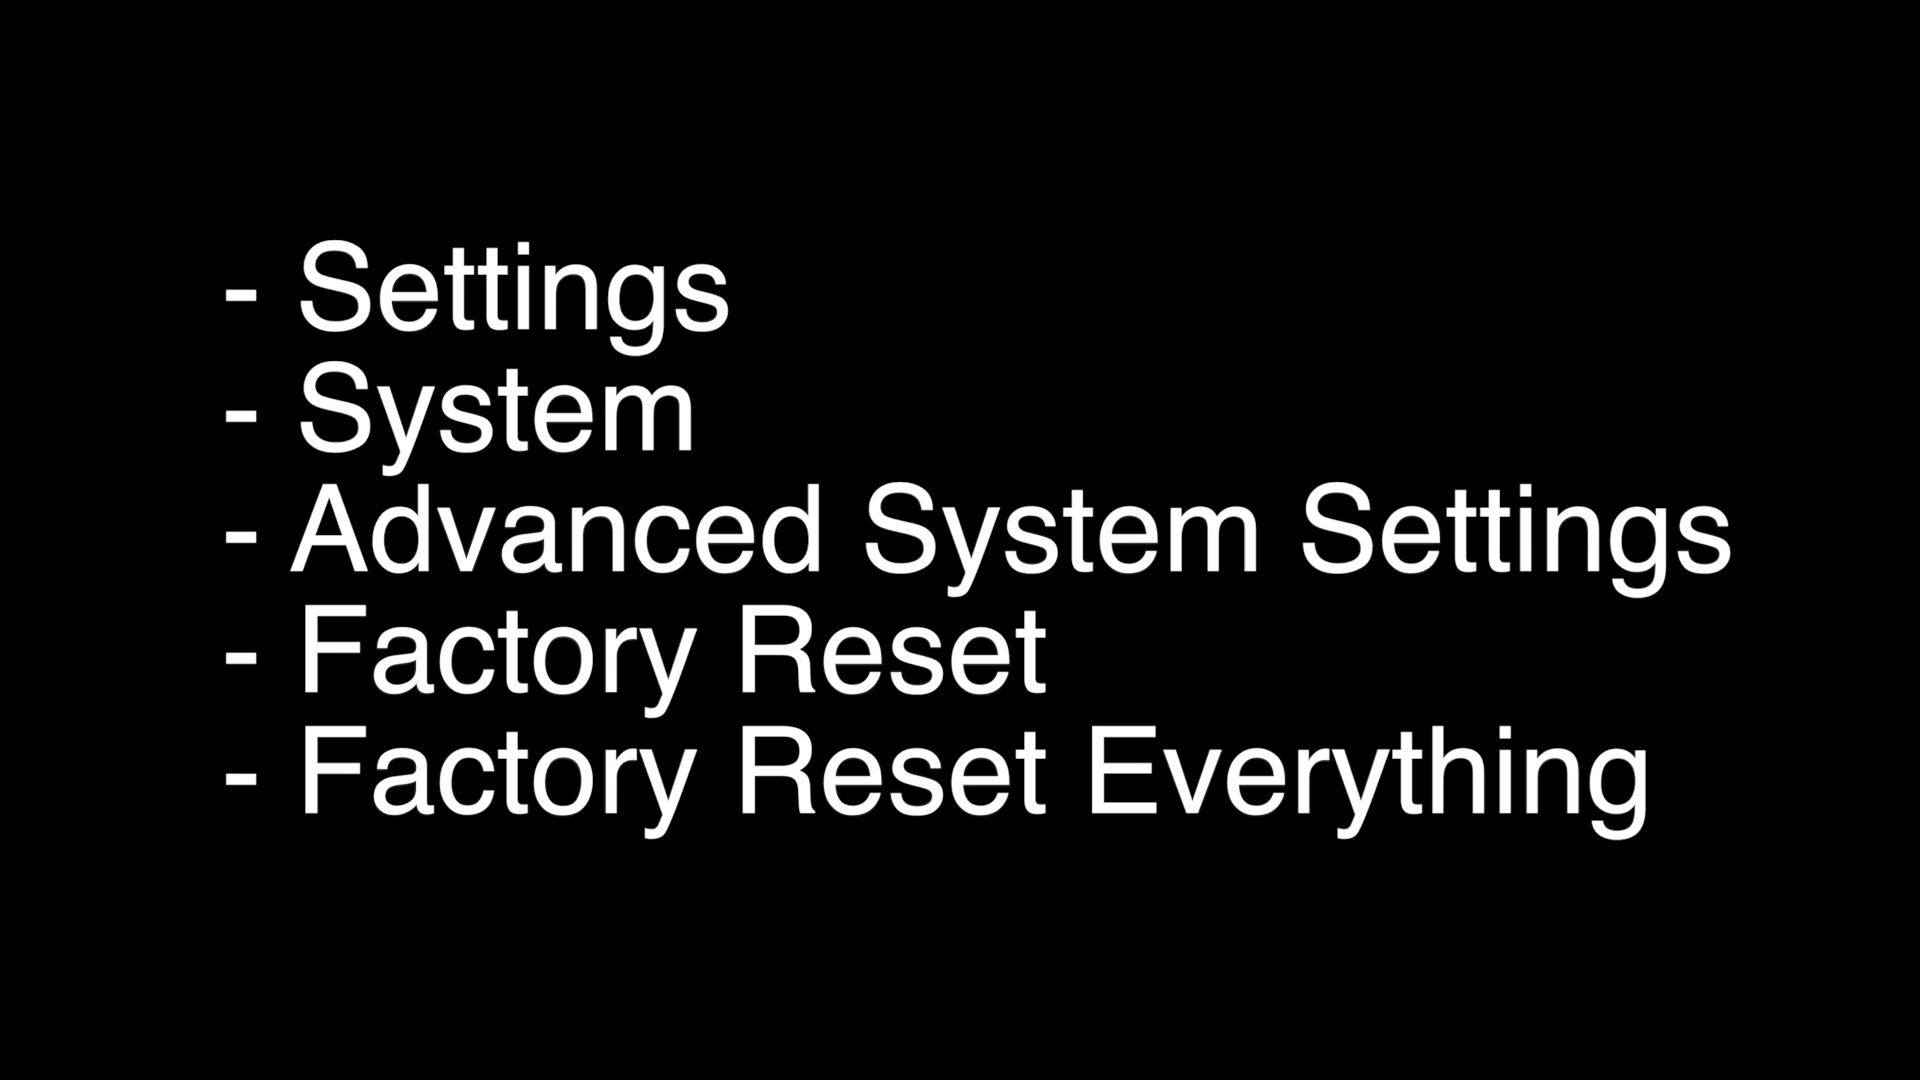 - Settings
- System
- Advanced System Settings
- Factory Reset
- Factory Reset Everything